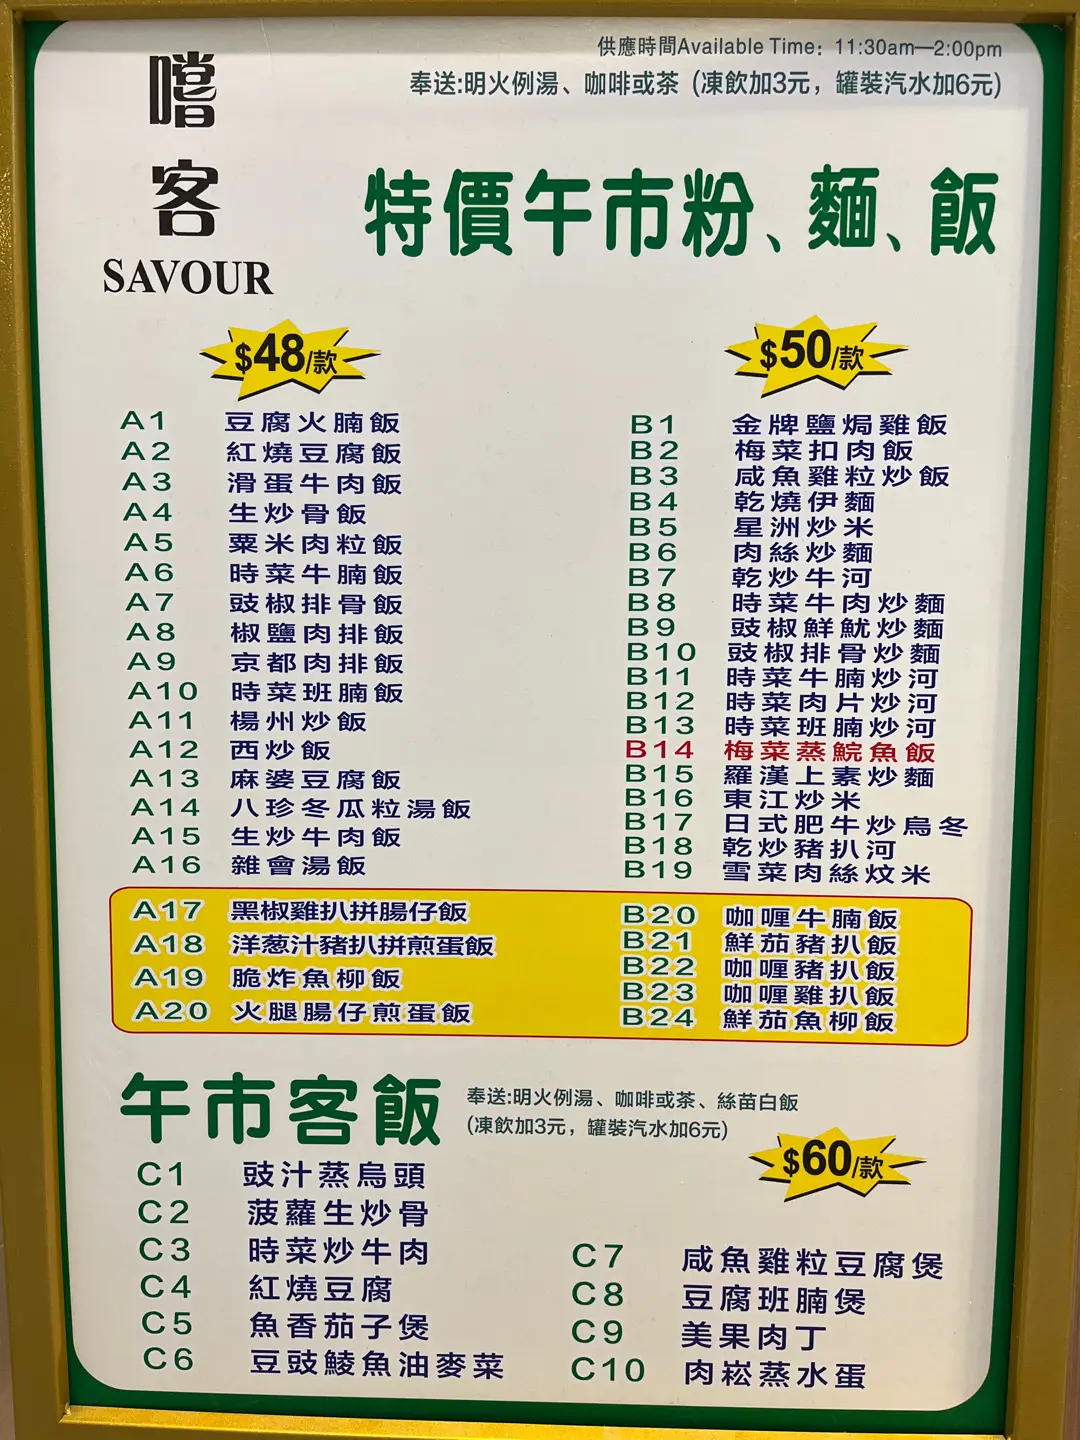 供應時間Available Time：11:30am—2:00pm
奉送:明火例湯、咖啡或茶 (凍飲加3元，罐裝汽水加6元)
嚐
客
SAVOUR
特價午市粉、麵、飯
$48/款
A1 豆腐火腩飯
A2 紅燒豆腐飯
A3 滑蛋牛肉飯
A4 生炒骨飯
A5 粟米肉粒飯
A6 時菜牛腩飯
A7 豉椒排骨飯
A8 椒鹽肉排飯
A9 京都肉排飯
A10 時菜班腩飯
A11 楊州炒飯
A12 西炒飯
A13 麻婆豆腐飯
A14 八珍冬瓜粒湯飯
A15 生炒牛肉飯
A16 雜會湯飯
A17 黑椒雞扒拼腸仔飯
A18 洋葱汁豬扒拼煎蛋飯
A19 脆炸魚柳飯
A20 火腿腸仔煎蛋飯
$50/款
B1 金牌鹽焗雞飯
B2 梅菜扣肉飯
B3 咸魚雞粒炒飯
B4 乾燒伊麵
B5 星洲炒米
B6 肉絲炒麵
B7 乾炒牛河
B8 時菜牛肉炒麵
B9 豉椒鮮魷炒麵
B10 豉椒排骨炒麵
B11 時菜牛腩炒河
B12 時菜肉片炒河
B13 時菜班腩炒河
B14 梅菜蒸鯇魚飯
B15 羅漢上素炒麵
B16 東江炒米
B17 日式肥牛炒烏冬
B18 乾炒豬扒河
B19 雪菜肉絲炆米
B20 咖喱牛腩飯
B21 鮮茄豬扒飯
B22 咖喱豬扒飯
B23 咖喱雞扒飯
B24 鮮茄魚柳飯
午市客飯
奉送:明火例湯、咖啡或茶、絲苗白飯
(凍飲加3元，罐裝汽水加6元)
$60/款
C1 豉汁蒸烏頭
C2 菠蘿生炒骨
C3 時菜炒牛肉
C4 紅燒豆腐
C5 魚香茄子煲
C6 豆豉鯪魚油麥菜
C7 咸魚雞粒豆腐煲
C8 豆腐班腩煲
C9 美果肉丁
C10 肉崧蒸水蛋